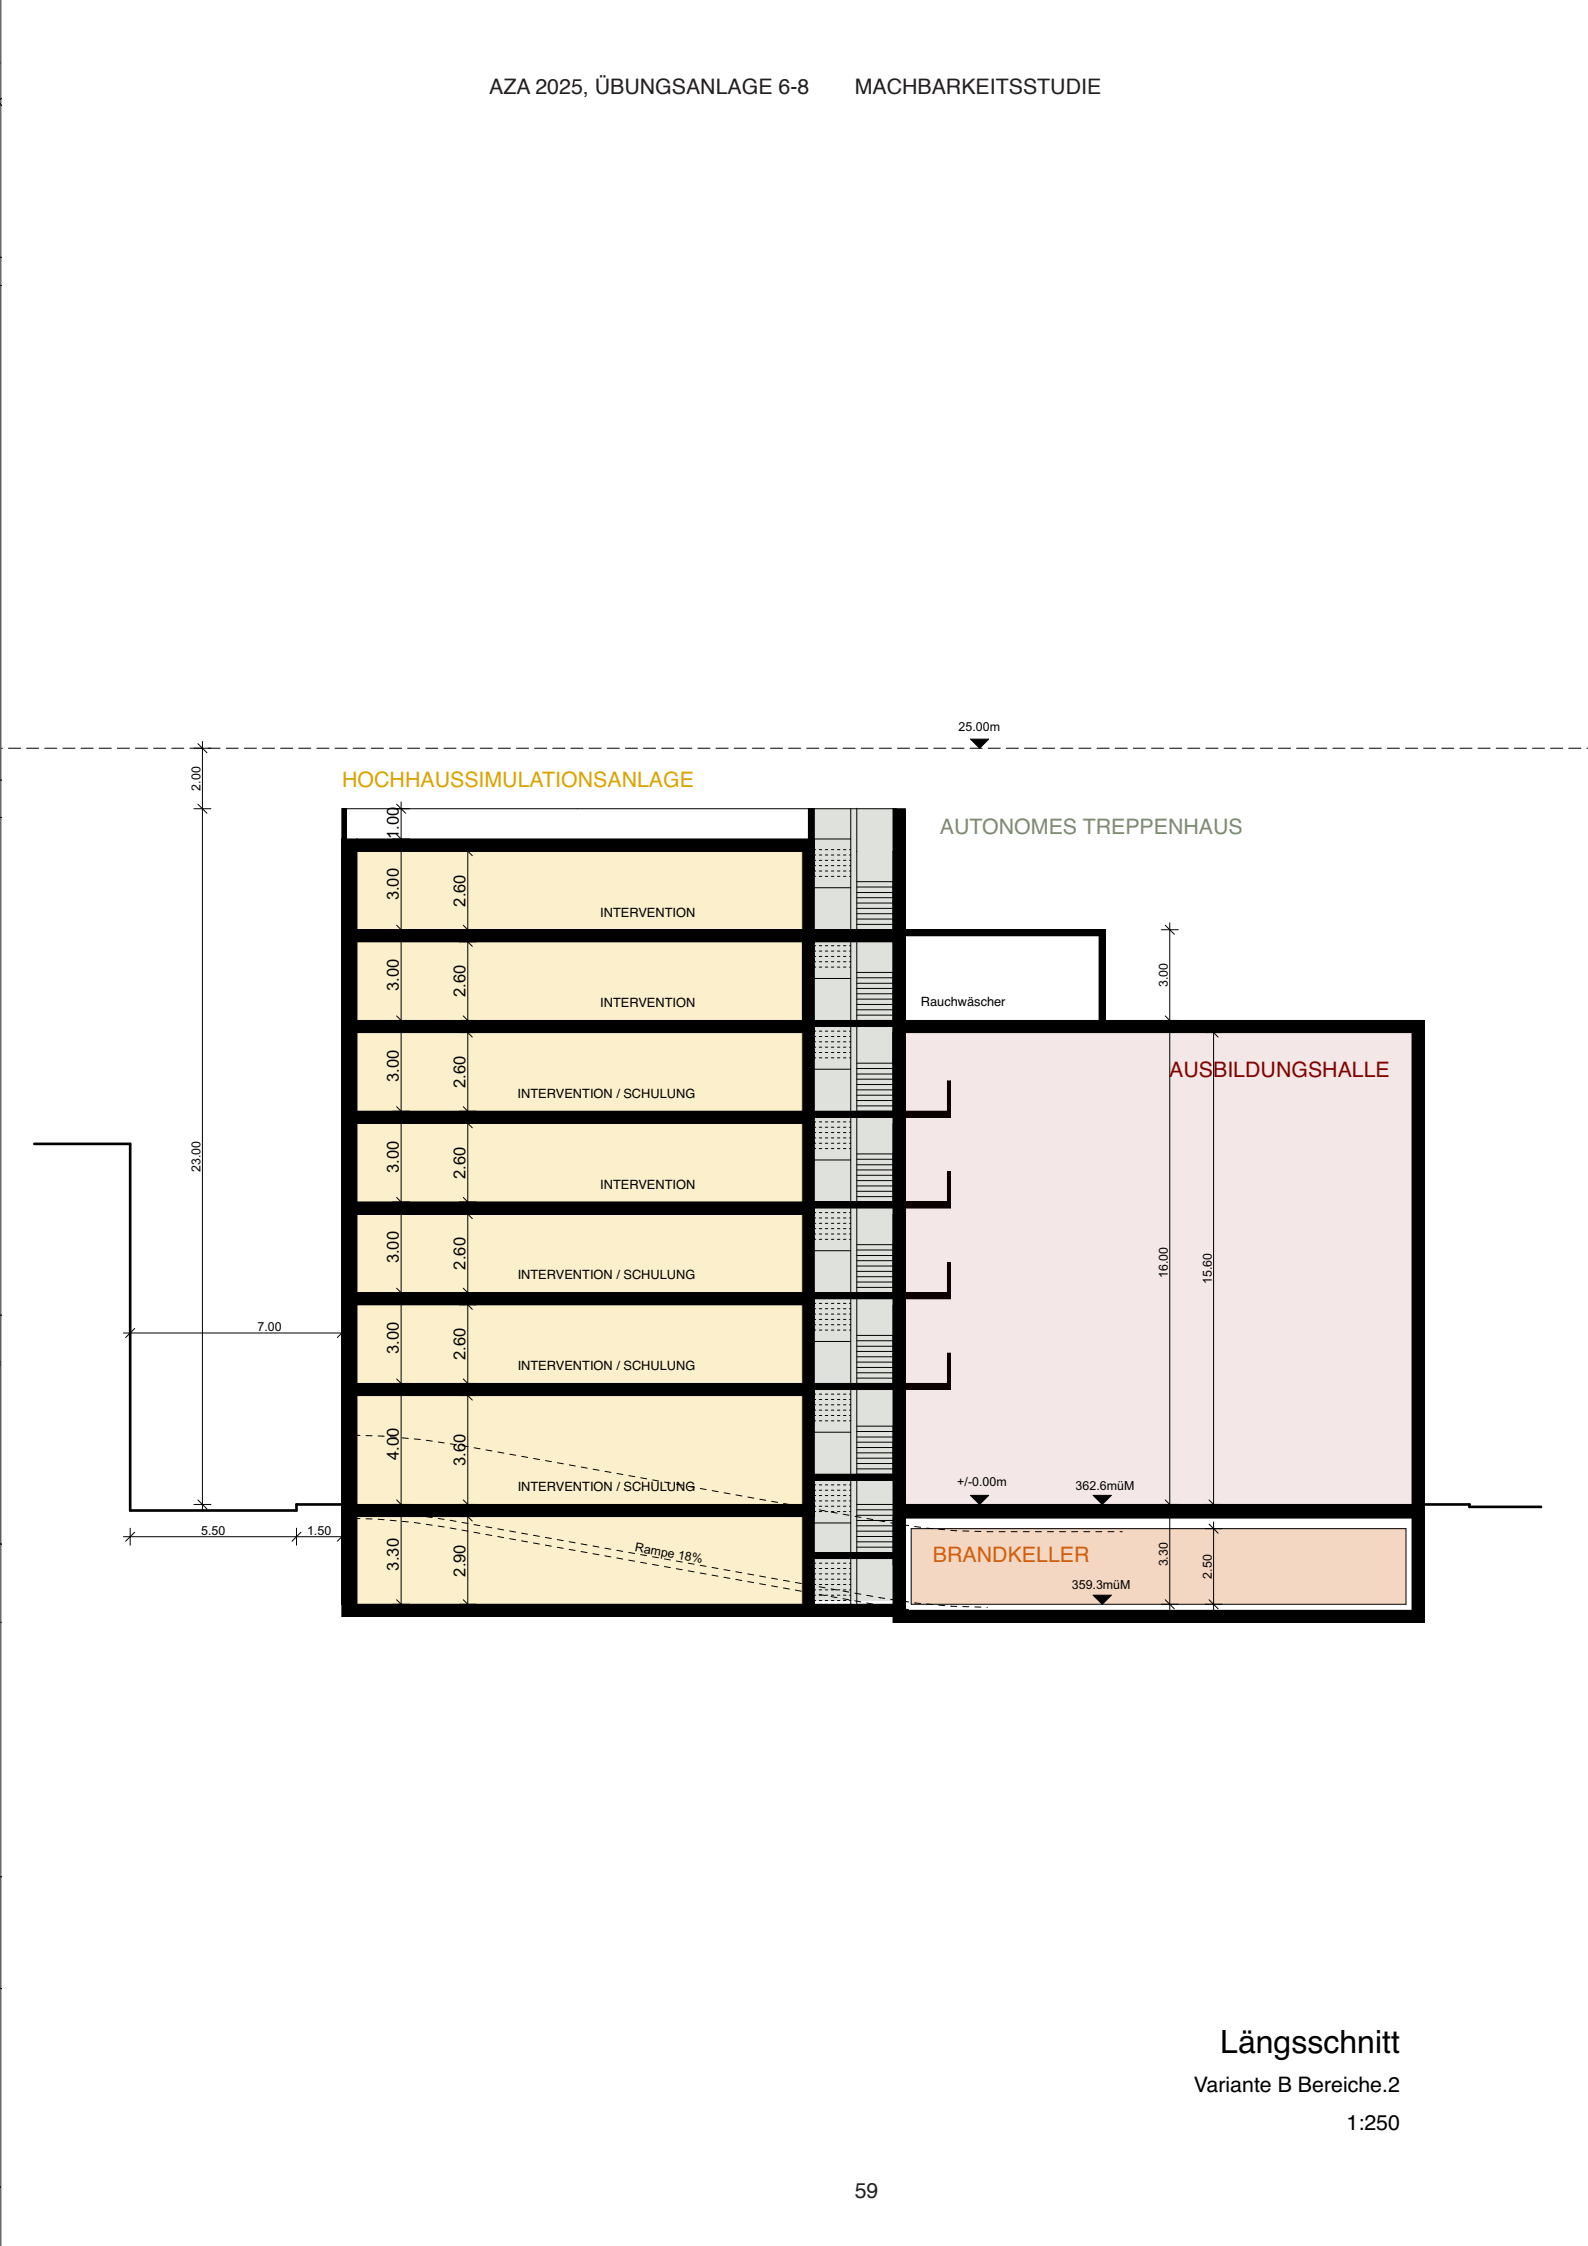 AZA 2025, ÜBUNGSANLAGE 6-8 MACHBARKEITSSTUDIE
25.00m
2.00
HOCHHAUSSIMULATIONSANLAGE
1.00
AUTONOMES TREPPENHAUS
3.00
2.60
INTERVENTION
3.00
2.60
INTERVENTION
Rauchwäscher
3.00
3.00
2.60
INTERVENTION / SCHULUNG
AUSBILDUNGSHALLE
23.00
3.00
2.60
INTERVENTION
3.00
2.60
INTERVENTION / SCHULUNG
16.00
15.60
7.00
3.00
2.60
INTERVENTION / SCHULUNG
4.00
3.60
INTERVENTION / SCHULUNG
+/-0.00m
362.6müM
5.50
1.50
3.30
2.90
Rampe 18%
BRANDKELLER
3.30
2.50
359.3müM
Längsschnitt
Variante B Bereiche.2
1:250
59